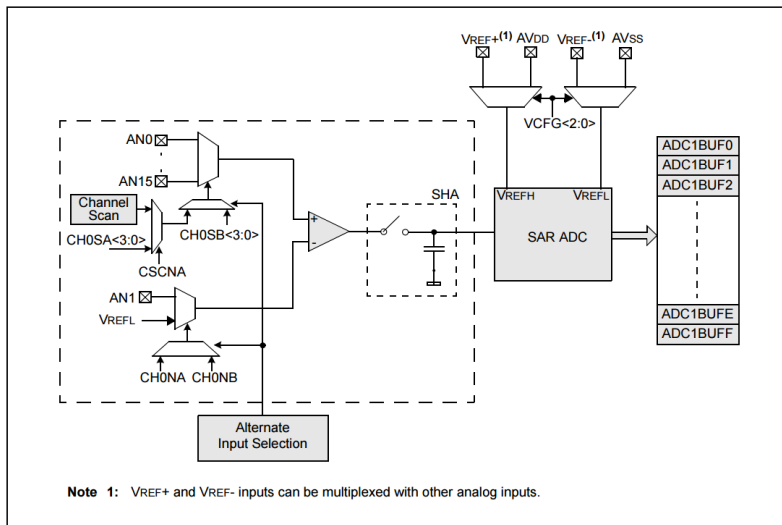 VREF+(1) AVDD VREF-(1) AVSS
VCFG<2:0>
AN0
AN15
Channel
Scan
CH0SA<3:0>
CH0SB<3:0>
CSCNA
AN1
VREFL
CH0NA CH0NB
+
-
SHA
VREFH VREFL
SAR ADC
ADC1BUF0
ADC1BUF1
ADC1BUF2
ADC1BUFE
ADC1BUFF
Alternate
Input Selection
Note 1: VREF+ and VREF- inputs can be multiplexed with other analog inputs.